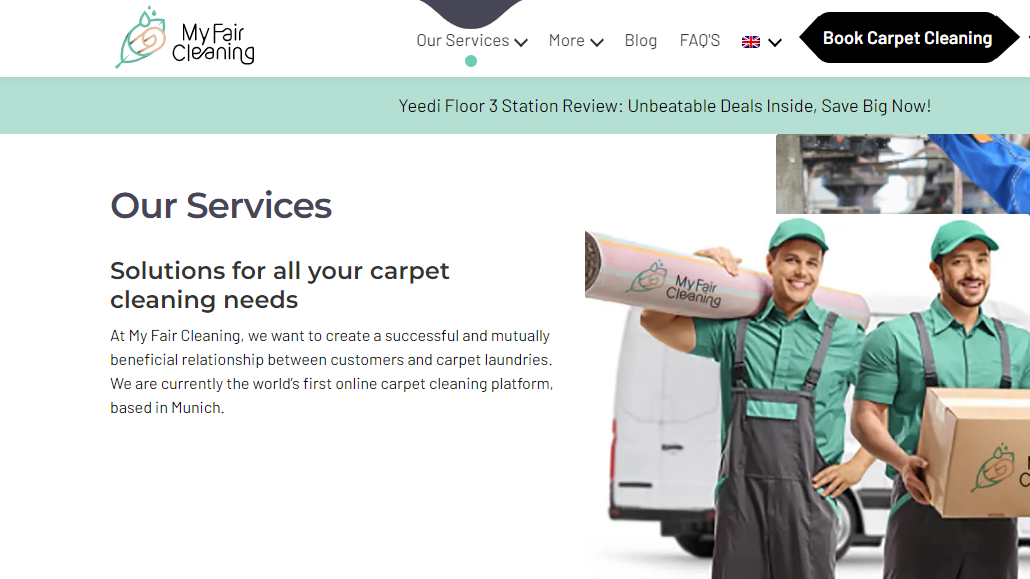 My Fair
Cleaning
Our Services
More
Blog
FAQ'S
Book Carpet Cleaning
Yeedi Floor 3 Station Review: Unbeatable Deals Inside, Save Big Now!
Our Services
Solutions for all your carpet
cleaning needs
At My Fair Cleaning, we want to create a successful and mutually
beneficial relationship between customers and carpet laundries.
We are currently the world's first online carpet cleaning platform,
based in Munich.
My Fair
Cleaning